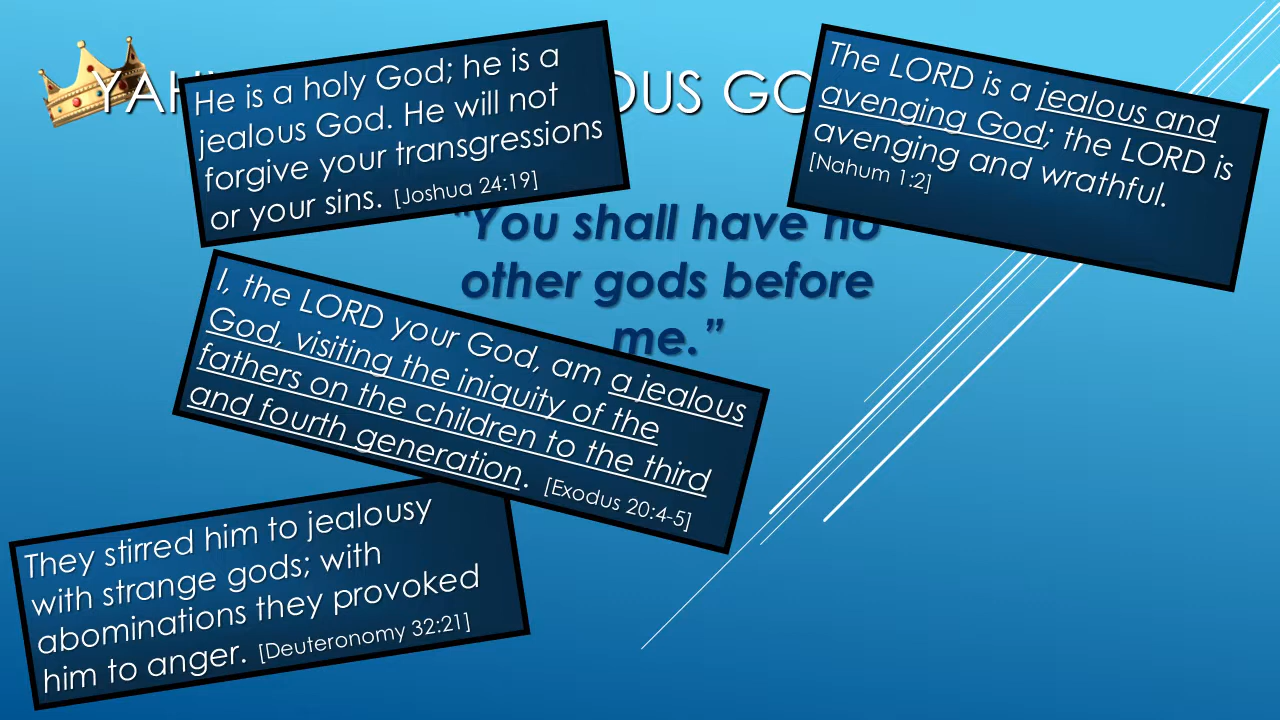 YAH OUS GO
He is a holy God; he is a
jealous God. He will not
forgive your transgressions
or your sins. [Joshua 24:19]
The LORD is a jealous and
avenging God; the LORD is
avenging and wrathful.
[Nahum 1:2]
“You shall have no
other gods before
me.”
I, the LORD your God, am a jealous
God, visiting the iniquity of the
fathers on the children to the third
and fourth generation. [Exodus 20:4-5]
They stirred him to jealousy
with strange gods; with
abominations they provoked
him to anger. [Deuteronomy 32:21]